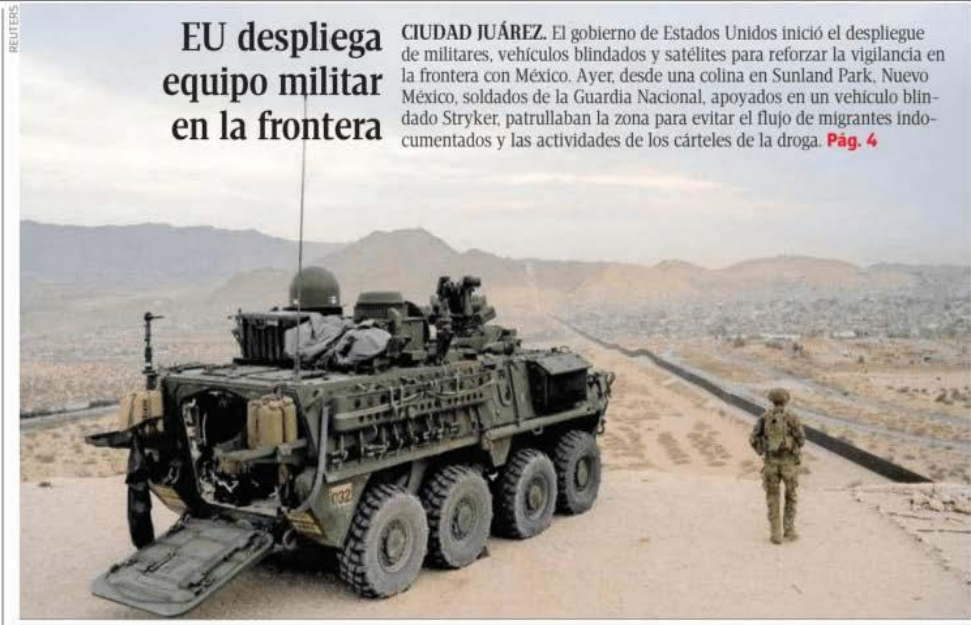 REUTERS
EU despliega
equipo militar
en la frontera
CIUDAD JUÁREZ. El gobierno de Estados Unidos inició el despliegue
de militares, vehículos blindados y satélites para reforzar la vigilancia en
la frontera con México. Ayer, desde una colina en Sunland Park, Nuevo
México, soldados de la Guardia Nacional, apoyados en un vehículo blin-
dado Stryker, patrullaban la zona para evitar el flujo de migrantes indo-
cumentados y las actividades de los cárteles de la droga. Pág. 4
032